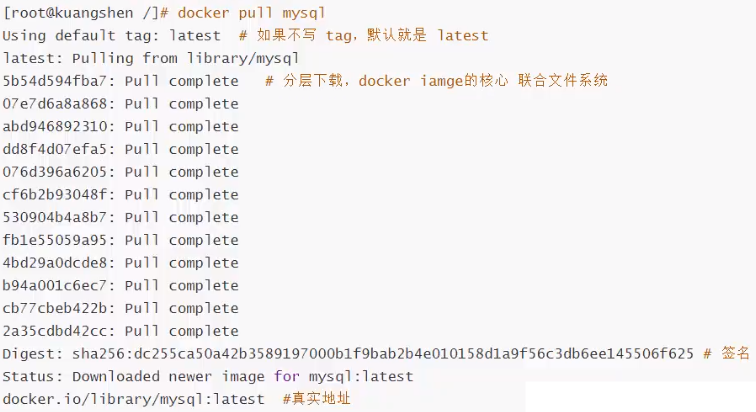 [root@kuangshen /]# docker pull mysql
Using default tag: latest  # 如果不写 tag，默认就是 latest
latest: Pulling from library/mysql
5b54d594fba7: Pull complete   # 分层下载，docker iamge的核心 联合文件系统
07e7d6a8a868: Pull complete
abd946892310: Pull complete
dd8f4d07efa5: Pull complete
076d396a6205: Pull complete
cf6b2b93048f: Pull complete
530904b4a8b7: Pull complete
fb1e55059a95: Pull complete
4bd29a0dcde8: Pull complete
b94a001c6ec7: Pull complete
cb77cbeb422b: Pull complete
2a35cdbd42cc: Pull complete
Digest: sha256:dc255ca50a42b3589197000b1f9bab2b4e010158d1a9f56c3db6ee145506f625 # 签名
Status: Downloaded newer image for mysql:latest
docker.io/library/mysql:latest  #真实地址